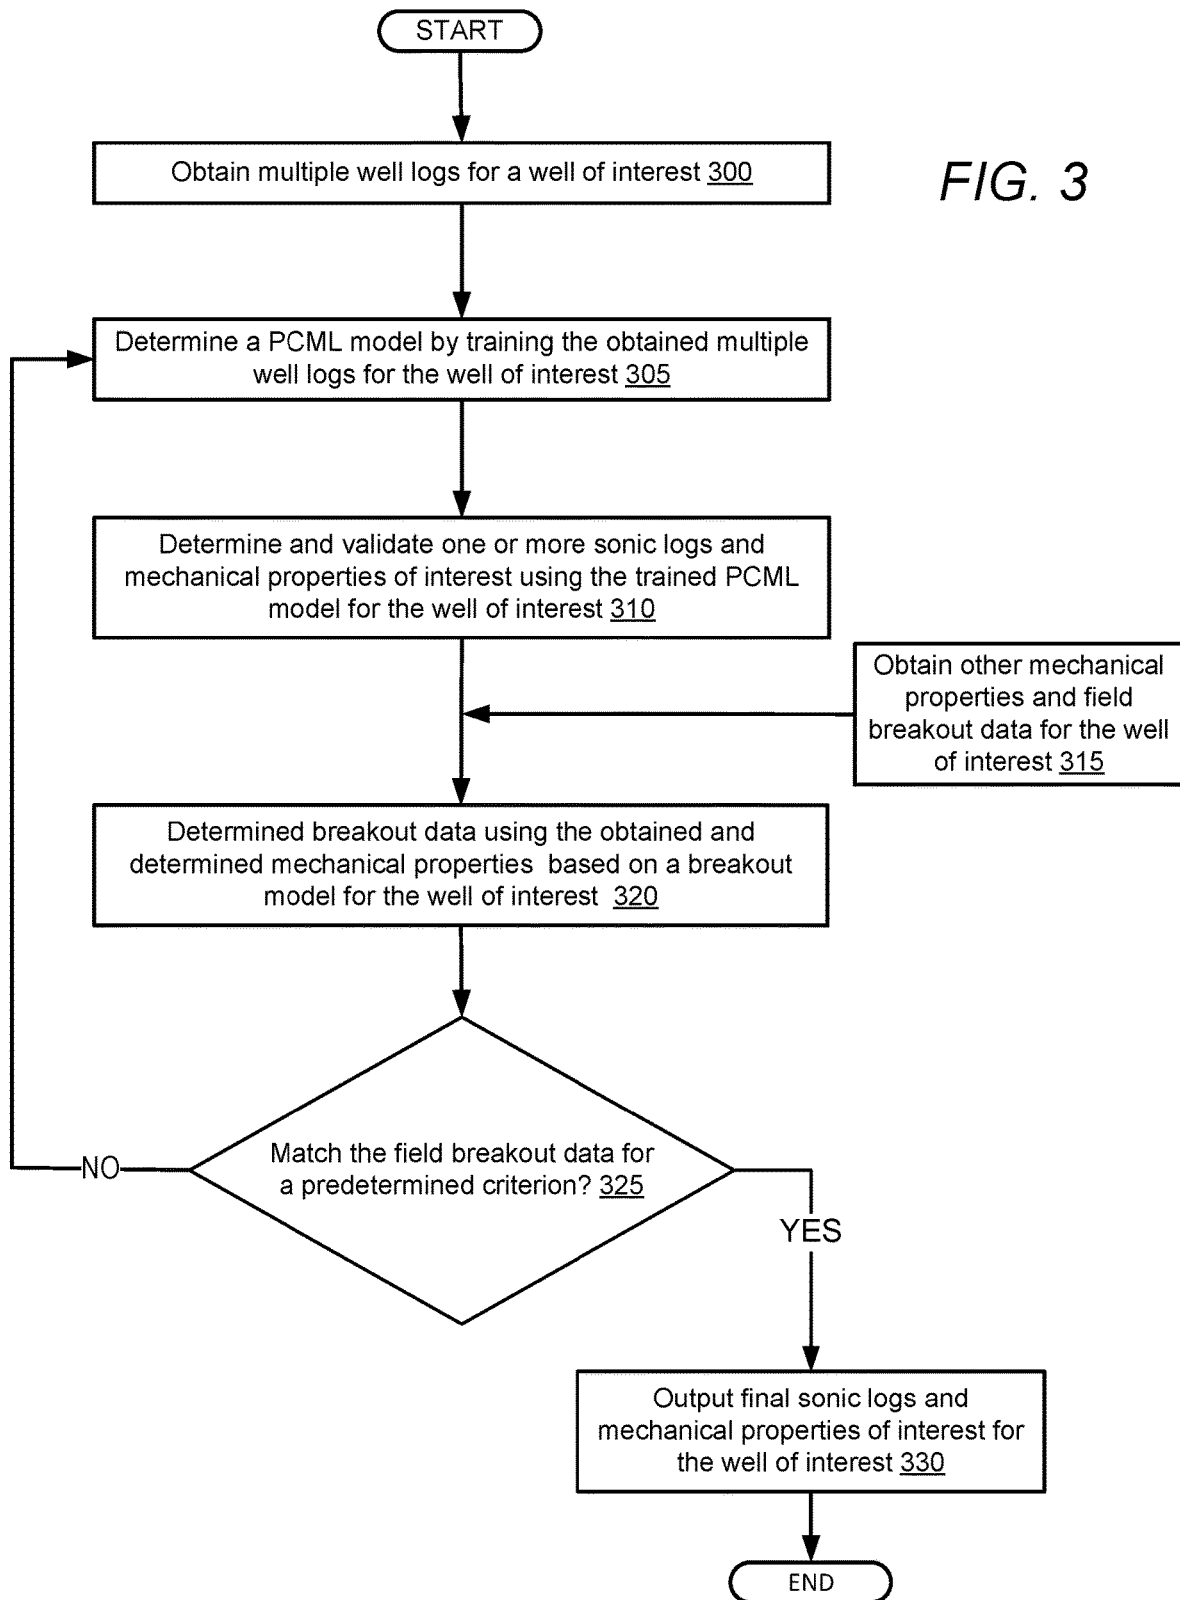 START
Obtain multiple well logs for a well of interest 300
FIG. 3
Determine a PCML model by training the obtained multiple
well logs for the well of interest 305
Determine and validate one or more sonic logs and
mechanical properties of interest using the trained PCML
model for the well of interest 310
Obtain other mechanical
properties and field
breakout data for the well
of interest 315
Determined breakout data using the obtained and
determined mechanical properties based on a breakout
model for the well of interest 320
Match the field breakout data for
a predetermined criterion? 325
NO
YES
Output final sonic logs and
mechanical properties of interest for
the well of interest 330
END